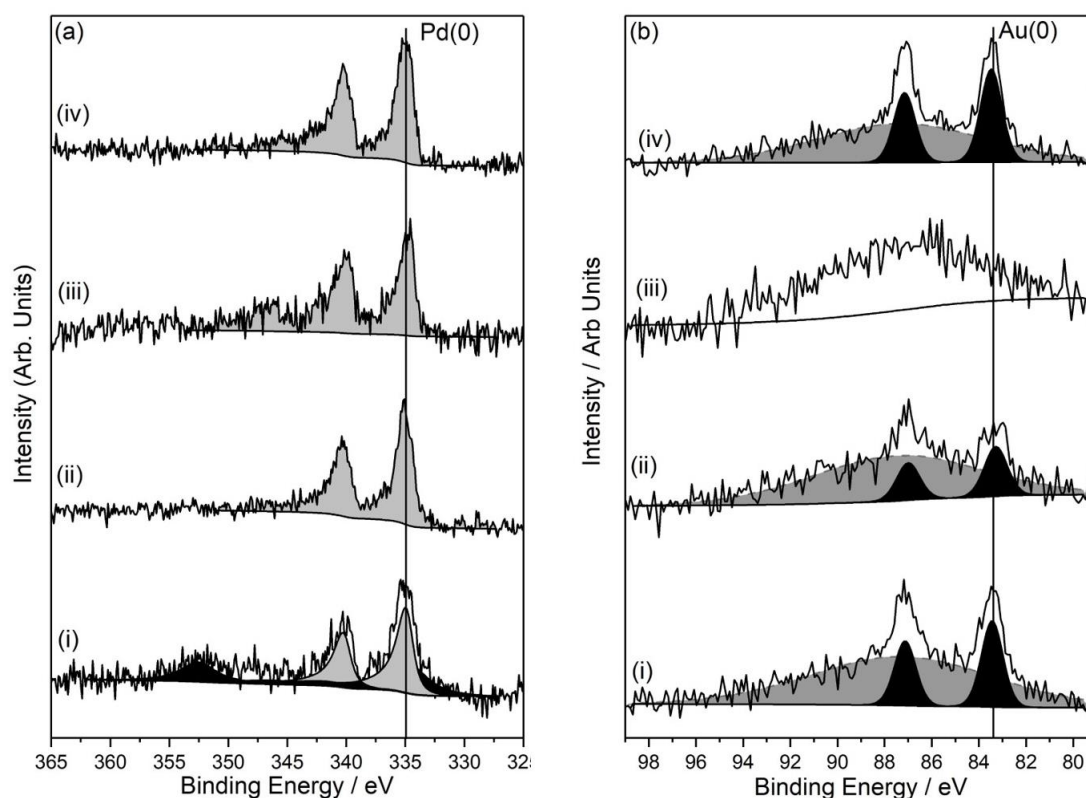 (a)
Pd(0)
(iv)
(iii)
(ii)
(i)
Intensity (Arb. Units)
365 360 355 350 345 340 335 330 325
Binding Energy / eV
(b)
Au(0)
(iv)
(iii)
(ii)
(i)
Intensity / Arb Units
98 96 94 92 90 88 86 84 82 80
Binding Energy / eV